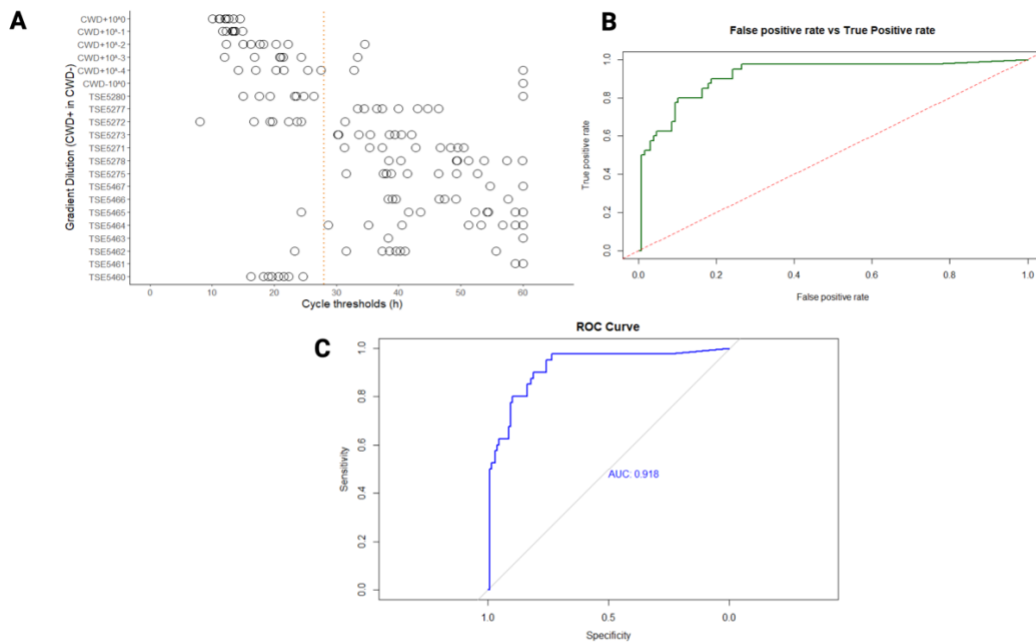 A
Gradient Dilution (CWD+ in CWD-)
CWD+10^0
CWD+10^-1
CWD+10^-2
CWD+10^-3
CWD+10^-4
CWD-10^0
TSE5280
TSE5277
TSE5272
TSE5273
TSE5271
TSE5278
TSE5275
TSE5467
TSE5466
TSE5465
TSE5464
TSE5463
TSE5462
TSE5461
TSE5460
0 10 20 30 40 50 60
Cycle thresholds (h)
B
False positive rate vs True Positive rate
True positive rate
1.0
0.8
0.6
0.4
0.2
0.0
0.0 0.2 0.4 0.6 0.8 1.0
False positive rate
C
ROC Curve
Sensitivity
1.0
0.8
0.6
0.4
0.2
0.0
AUC: 0.918
1.0 0.5 0.0
Specificity